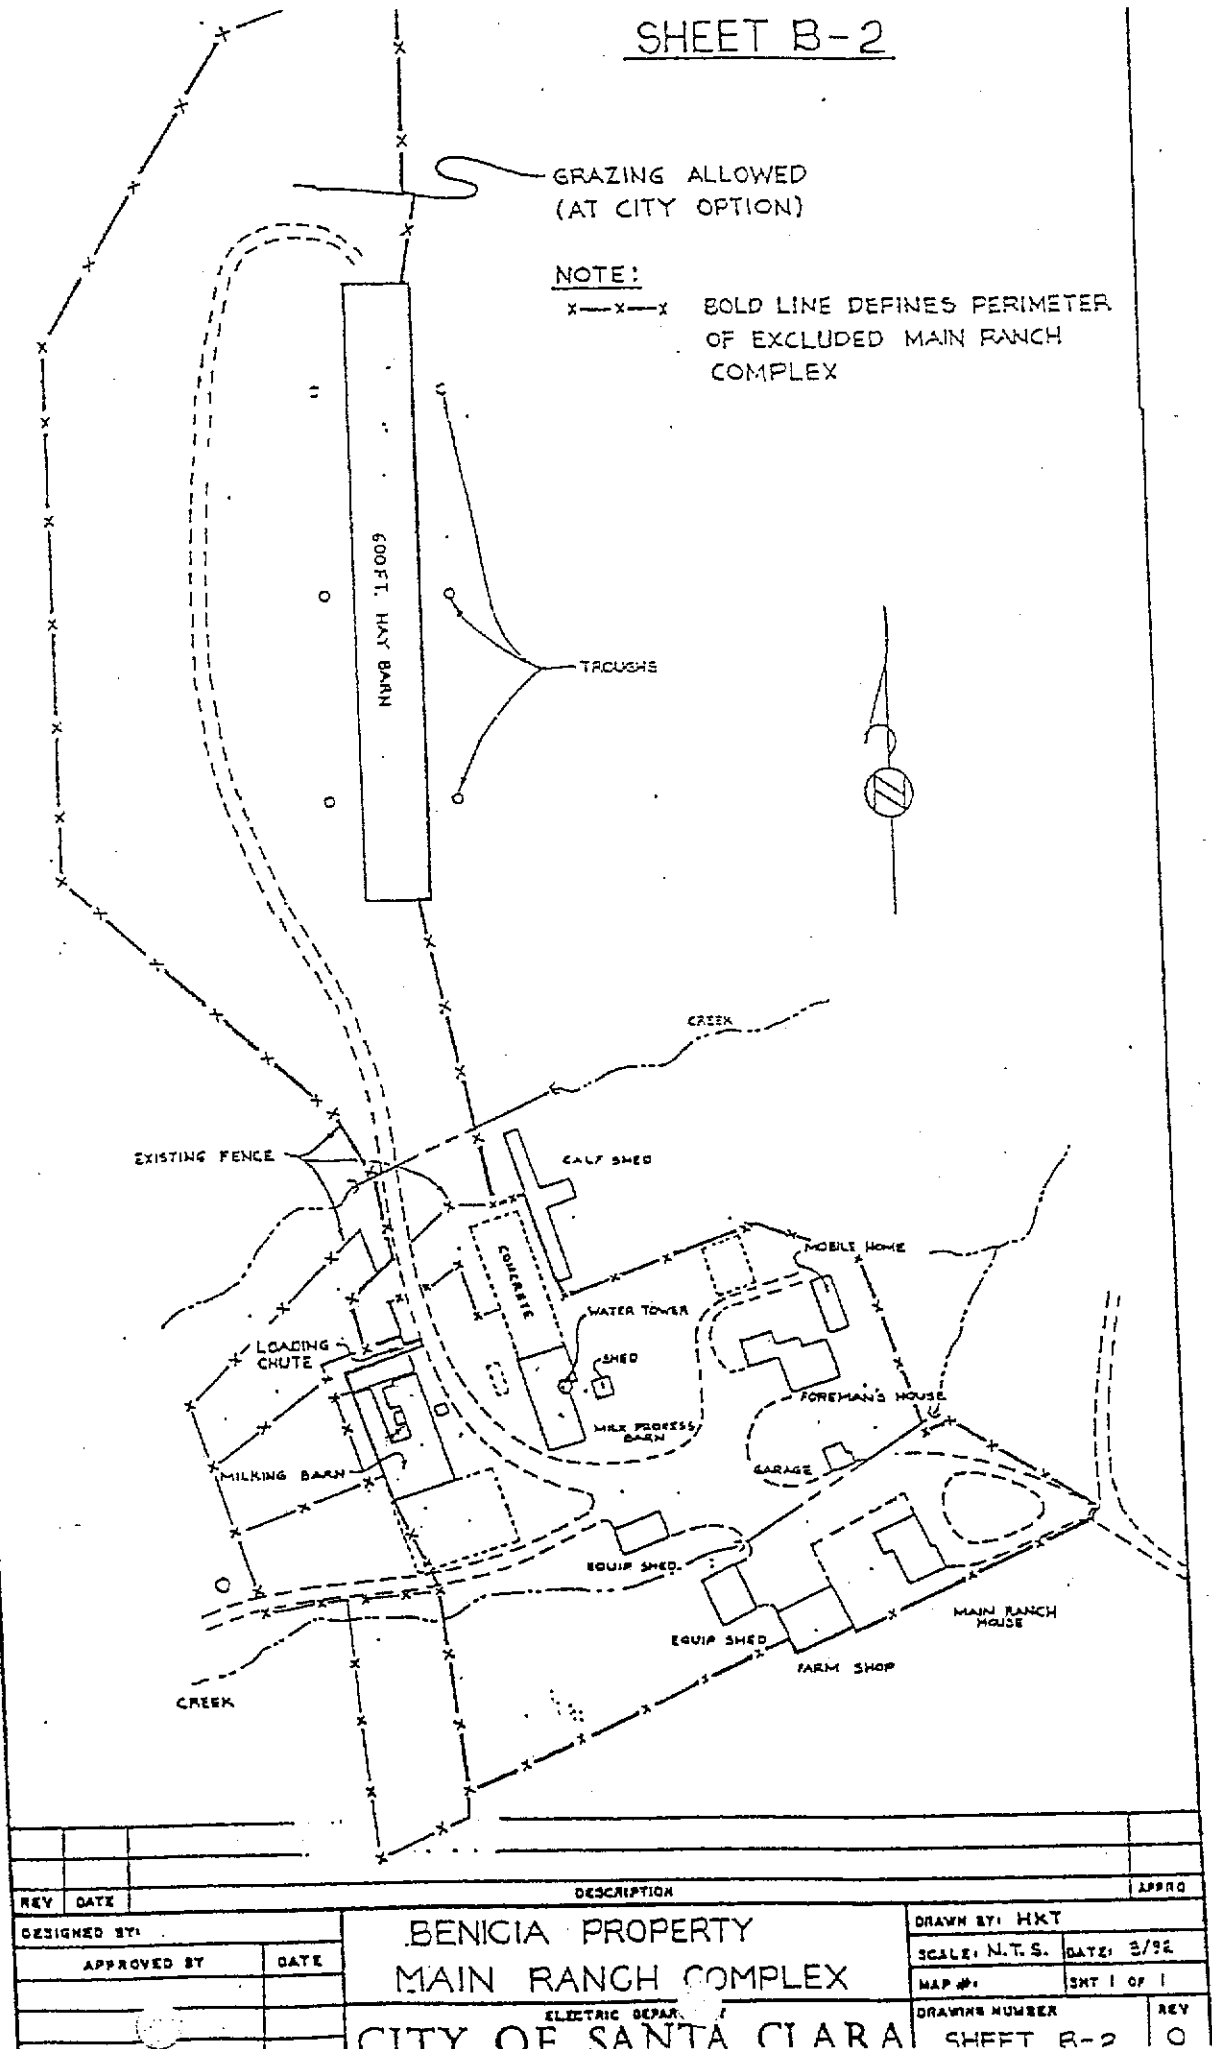 SHEET B-2
GRAZING ALLOWED
(AT CITY OPTION)
NOTE:
x—x—x BOLD LINE DEFINES PERIMETER
OF EXCLUDED MAIN RANCH
COMPLEX
600FT. HAY BARN
TROUGHS
N
CREEK
EXISTING FENCE
CALF SHED
CONCRETE
MOBILE HOME
WATER TOWER
LOADING
CHUTE
SHED
FOREMAN'S HOUSE
MILK PROCESS
BARN
GARAGE
MILKING BARN
EQUIP SHED
MAIN RANCH
HOUSE
EQUIP SHED
FARM SHOP
CREEK
REV DATE DESCRIPTION APPRO
DESIGNED BY:
APPROVED BY DATE
BENICIA PROPERTY
MAIN RANCH COMPLEX
ELECTRIC
CITY OF SANTA CLARA
DRAWN BY: HKT
SCALE: N.T.S. DATE:
MAP #: SHT 1 OF 1
DRAWING NUMBER REV
SHEET B-2 0